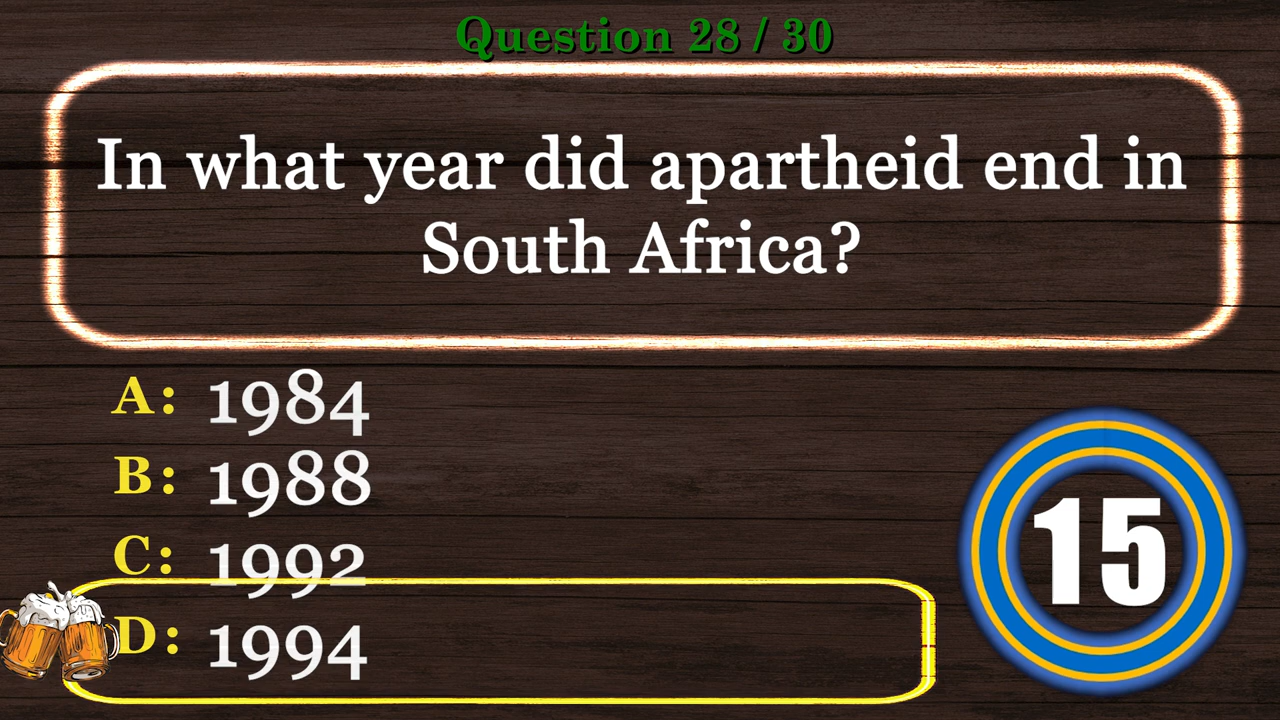 Question 28 / 30
In what year did apartheid end in
South Africa?
A: 1984
B: 1988
C: 1992
D: 1994
15